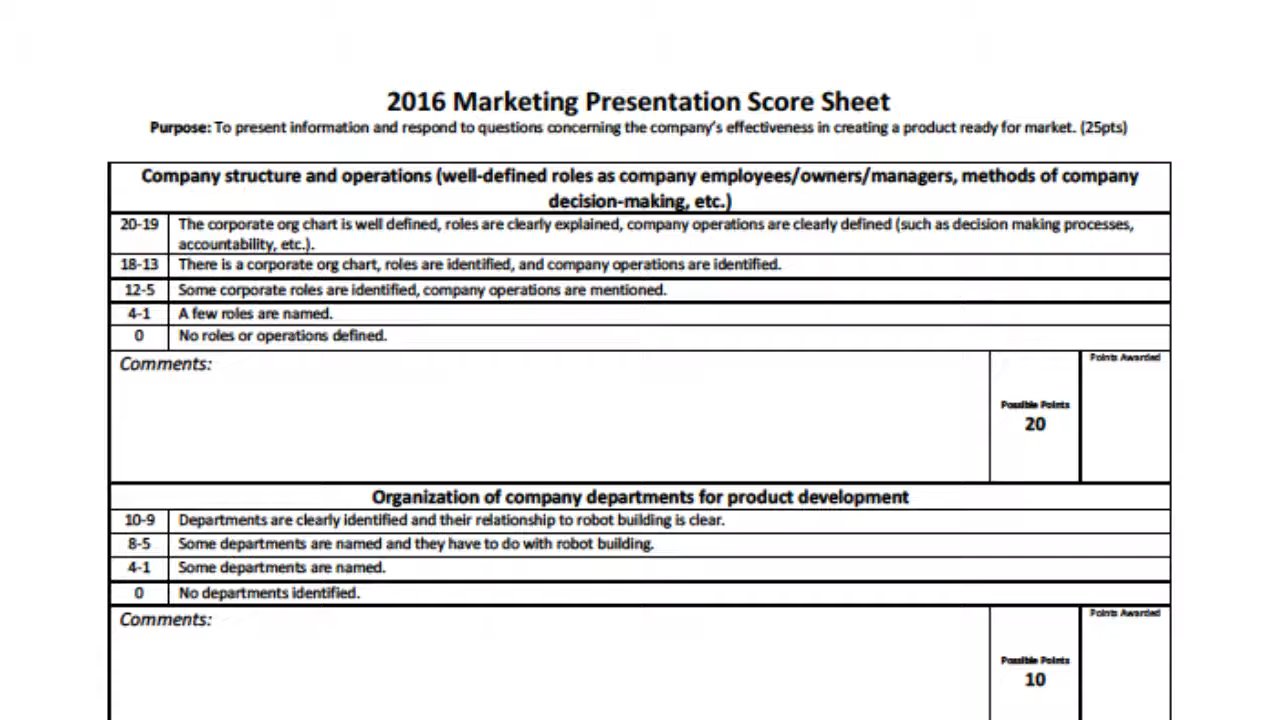 2016 Marketing Presentation Score Sheet
Purpose: To present information and respond to questions concerning the company's effectiveness in creating a product ready for market. (25pts)
Company structure and operations (well-defined roles as company employees/owners/managers, methods of company
decision-making, etc.)
20-19 The corporate org chart is well defined, roles are clearly explained, company operations are clearly defined (such as decision making processes,
accountability, etc.).
18-13 There is a corporate org chart, roles are identified, and company operations are identified.
12-5 Some corporate roles are identified, company operations are mentioned.
4-1 A few roles are named.
0 No roles or operations defined.
Comments:
Possible Points
20
Points Awarded
Organization of company departments for product development
10-9 Departments are clearly identified and their relationship to robot building is clear.
8-5 Some departments are named and they have to do with robot building.
4-1 Some departments are named.
0 No departments identified.
Comments:
Possible Points
10
Points Awarded